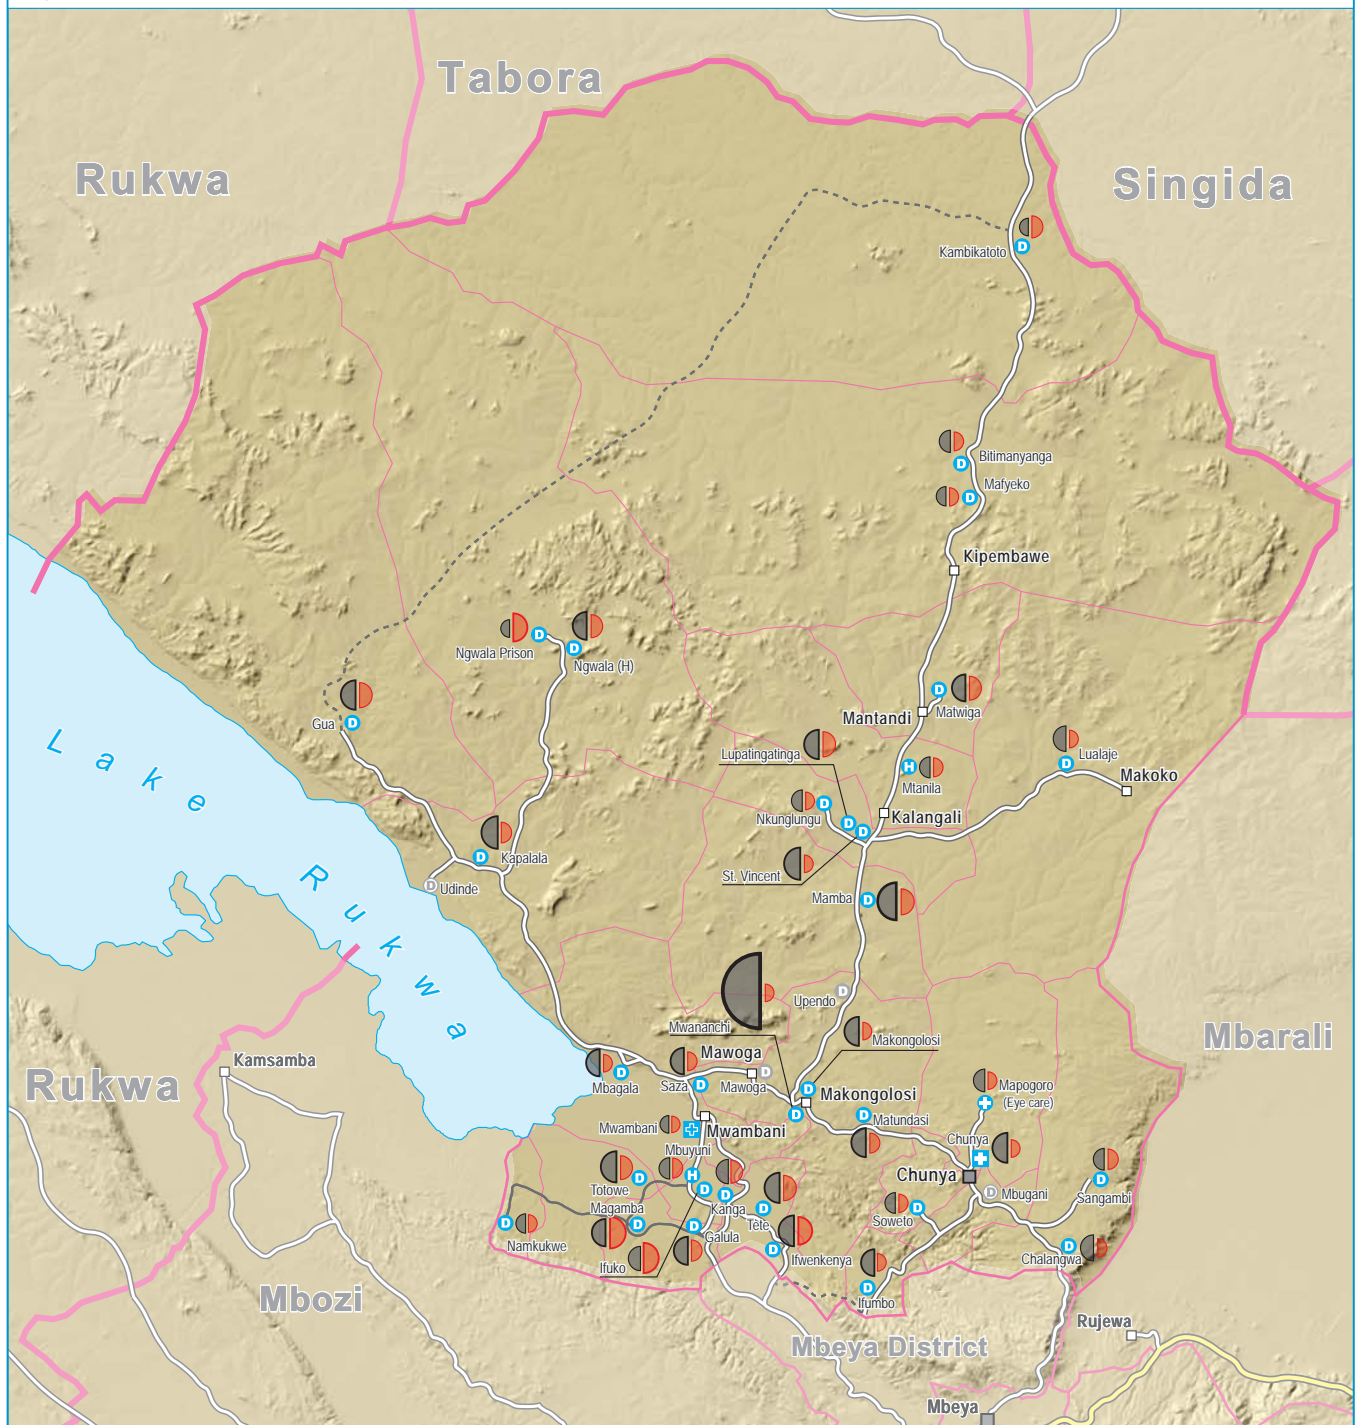 Tabora
Rukwa
Singida
D
Kambikatoto
Bitimanyanga
D
Mafyeko
D
Kipembawe
D
Ngwala Prison
D
Ngwala (H)
D
Matwiga
Mantandi
Gua
D
Lupatingatinga
Lualaje
D
H
Mtanila
Makoko
Nkunglungu
D
Kalangali
D
D
Kapalala
D
St. Vincent
D
Udinde
Mamba
D
Lake Rukwa
Upendo
D
Mwananchi
Makongolosi
Mbarali
Kamsamba
Rukwa
Mawoga
Mbagala
D
Saza
D
Mawoga
D
D
Makongolosi
D
Mapogoro
(Eye care)
Matundasi
D
Mwambani
Mwambani
Mbuyuni
Chunya
Chunya
H
D
Totowe
D
Kanga
D
D
Mbugani
Sangambi
D
Magamba
D
Tête
D
Soweto
D
Namkukwe
D
Galula
D
Ifwenkenya
D
Chalangwa
D
Ifuko
Ifumbo
D
Mbozi
Mbeya District
Rujewa
Mbeya